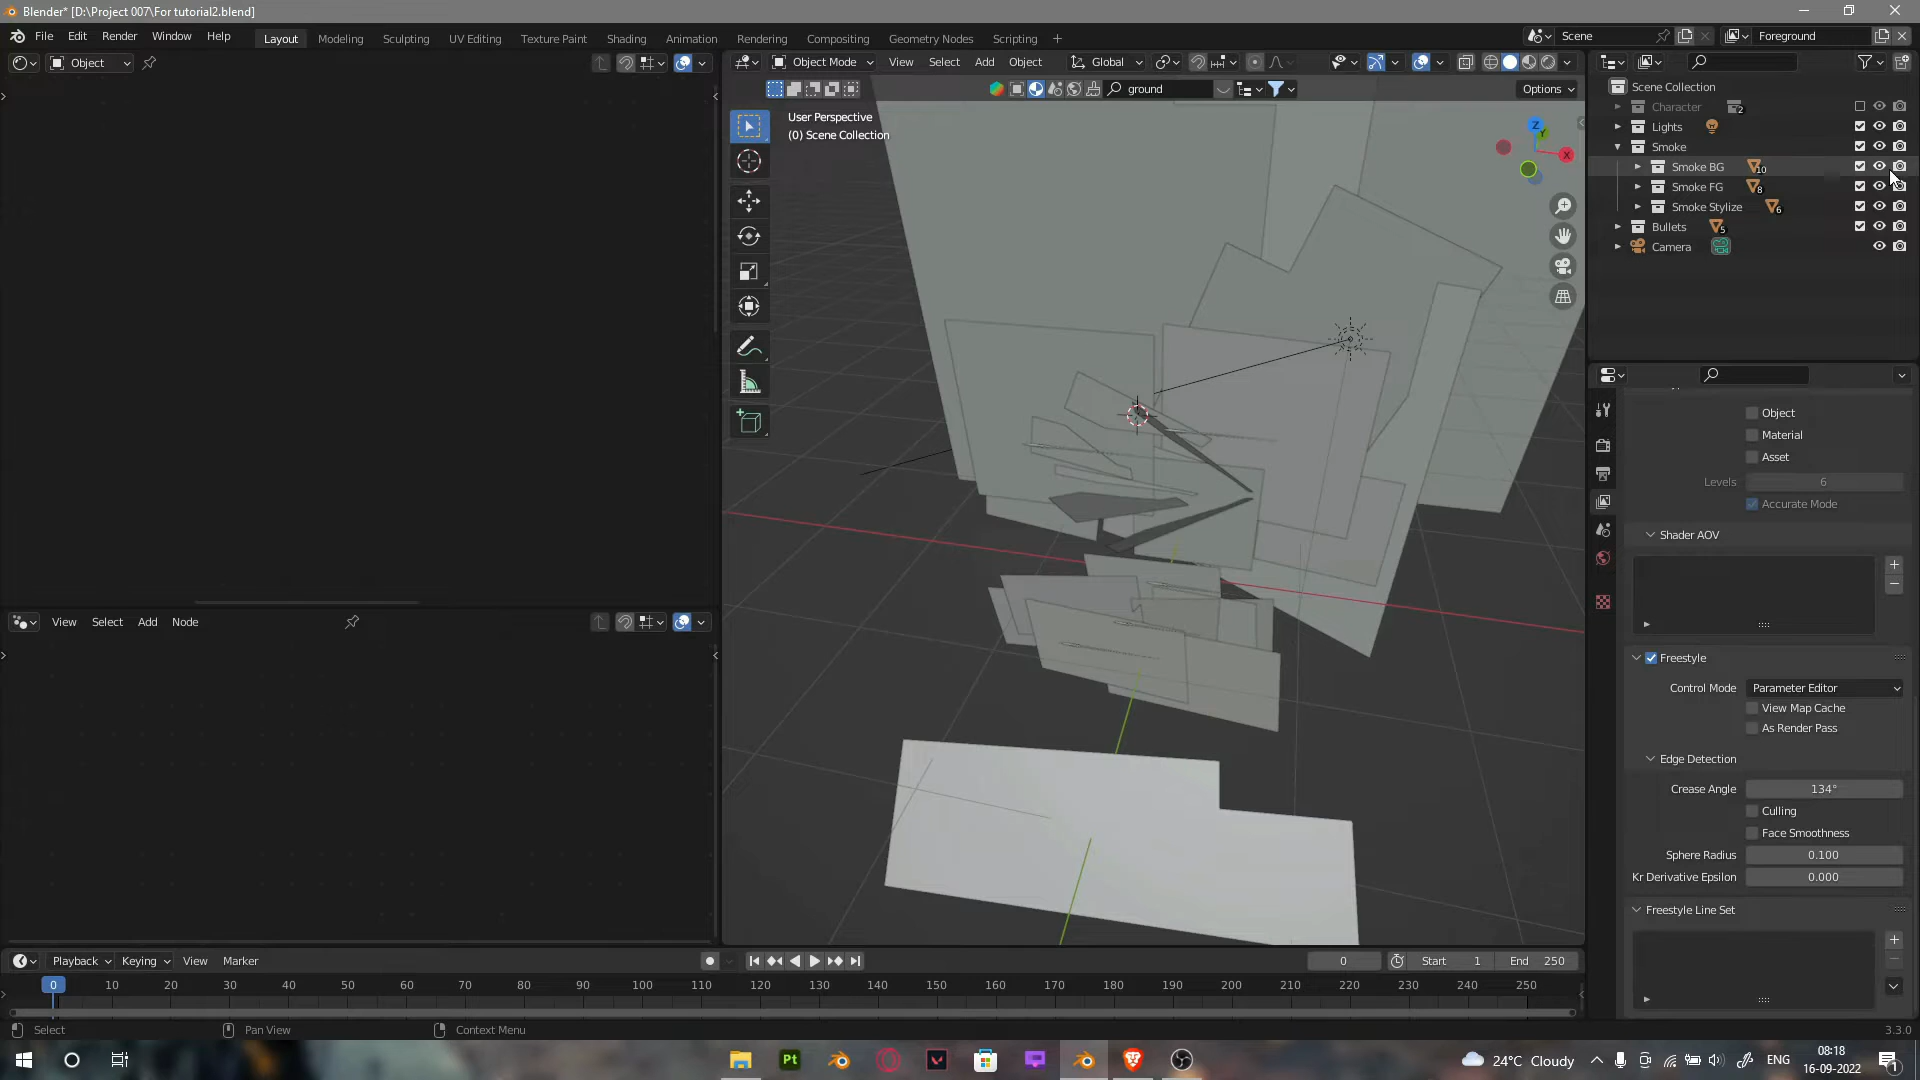 Blender* [D:\Project 007\For tutorial2.blend]
File Edit Render Window Help Layout Modeling Sculpting UV Editing Texture Paint Shading Animation Rendering Compositing Geometry Nodes Scripting + Scene Foreground
Object Object Mode View Select Add Object Global
ground Options
User Perspective
(0) Scene Collection
Z Y X
Scene Collection
Character 2
Lights
Smoke
Smoke BG 10
Smoke FG 8
Smoke Stylize 6
Bullets 5
Camera
Object
Material
Asset
Levels 6
Accurate Mode
Shader AOV
Freestyle
Control Mode Parameter Editor
View Map Cache
As Render Pass
Edge Detection
Crease Angle 134°
Culling
Face Smoothness
Sphere Radius 0.100
Kr Derivative Epsilon 0.000
Freestyle Line Set
View Select Add Node
Playback Keying View Marker 0 Start 1 End 250
0 10 20 30 40 50 60 70 80 90 100 110 120 130 140 150 160 170 180 190 200 210 220 230 240 250
Select Pan View Context Menu 3.3.0
Pt 24°C Cloudy ENG 08:18
16-09-2022 1